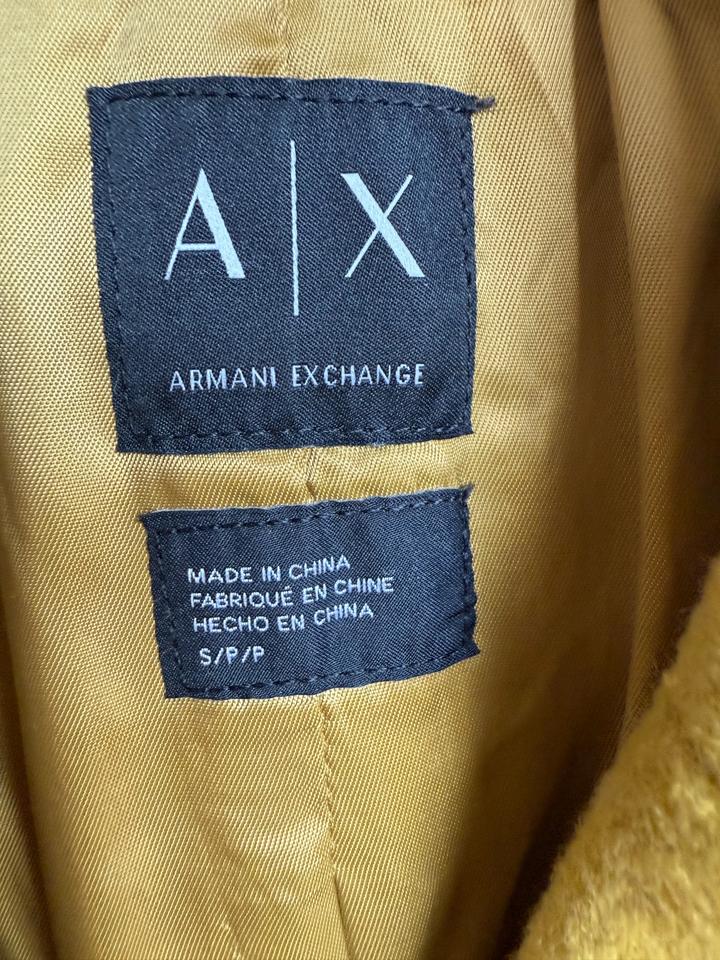 A|X
ARMANI EXCHANGE
MADE IN CHINA
FABRIQUÉ EN CHINE
HECHO EN CHINA
S/P/P